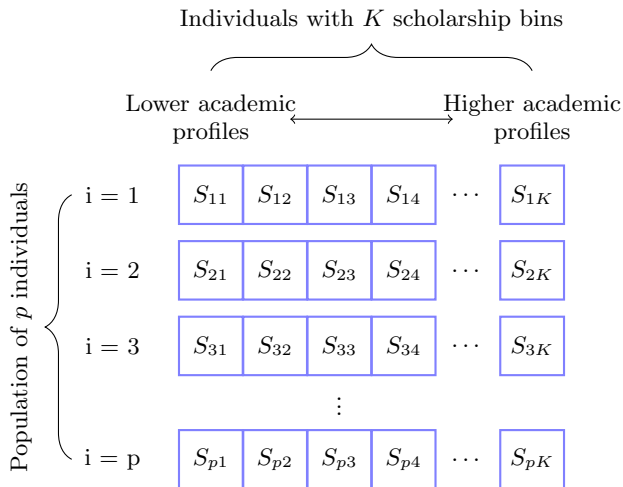 Individuals with K scholarship bins
Lower academic profiles
Higher academic profiles
Population of p individuals
i = 1 S₁₁ S₁₂ S₁₃ S₁₄ ⋯ S₁K
i = 2 S₂₁ S₂₂ S₂₃ S₂₄ ⋯ S₂K
i = 3 S₃₁ S₃₂ S₃₃ S₃₄ ⋯ S₃K
⋮
i = p Sp1 Sp2 Sp3 Sp4 ⋯ SpK